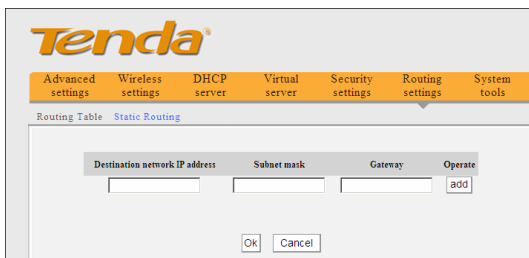 Tenda
Advanced settings Wireless settings DHCP server Virtual server Security settings Routing settings System tools
Routing Table Static Routing
Destination network IP address Subnet mask Gateway Operate
add
Ok Cancel